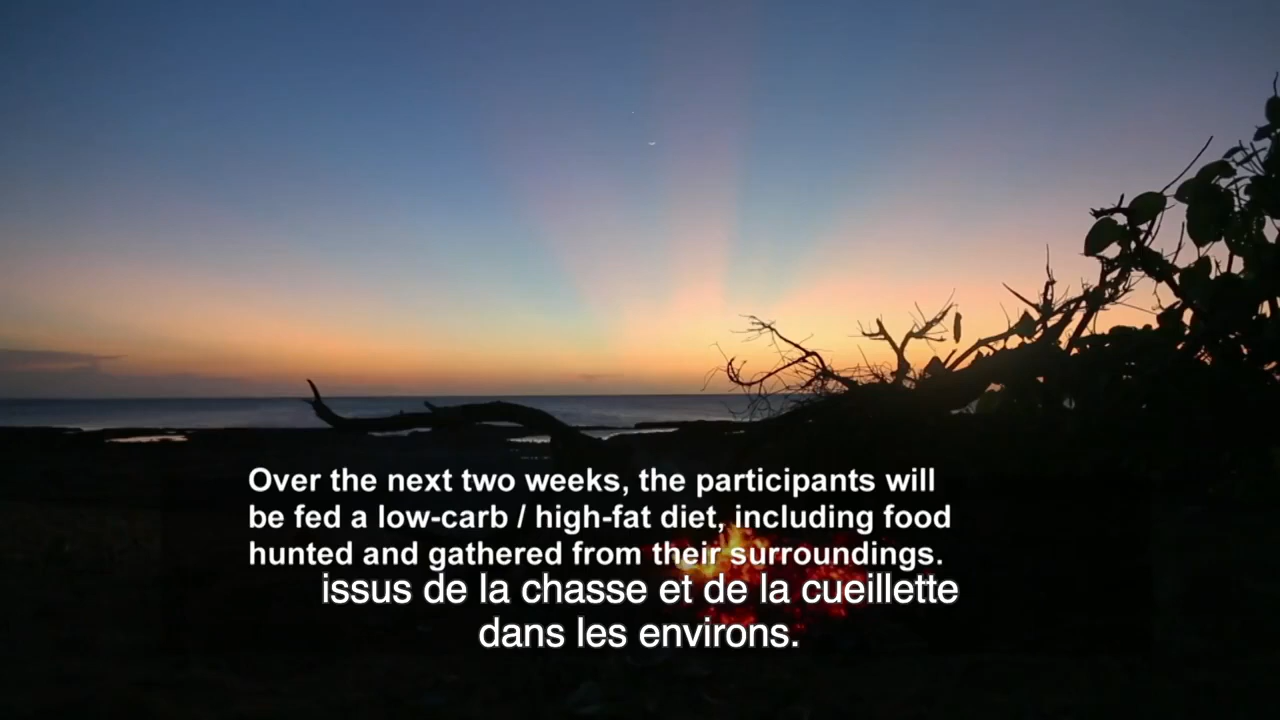 Over the next two weeks, the participants will
be fed a low-carb / high-fat diet, including food
hunted and gathered from their surroundings.
issus de la chasse et de la cueillette
dans les environs.